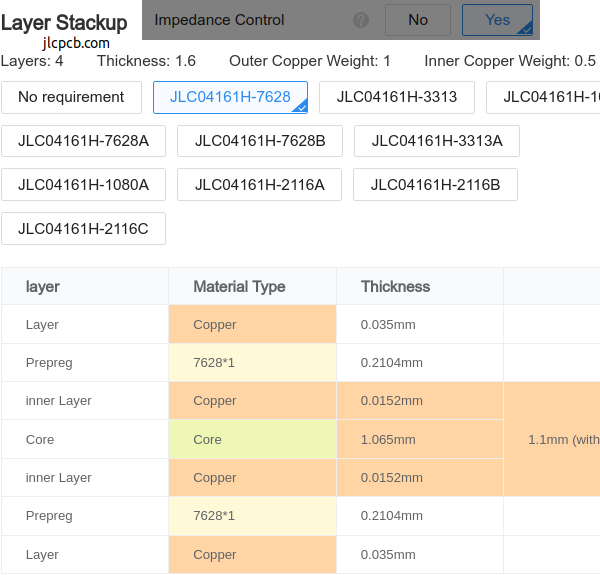 Layer Stackup Impedance Control ? No Yes
jlcpcb.com
Layers: 4 Thickness: 1.6 Outer Copper Weight: 1 Inner Copper Weight: 0.5
No requirement JLC04161H-7628 JLC04161H-3313
JLC04161H-7628A JLC04161H-7628B JLC04161H-3313A
JLC04161H-1080A JLC04161H-2116A JLC04161H-2116B
JLC04161H-2116C
layer Material Type Thickness
Layer Copper 0.035mm
Prepreg 7628*1 0.2104mm
inner Layer Copper 0.0152mm
Core Core 1.065mm 1.1mm (with
inner Layer Copper 0.0152mm
Prepreg 7628*1 0.2104mm
Layer Copper 0.035mm